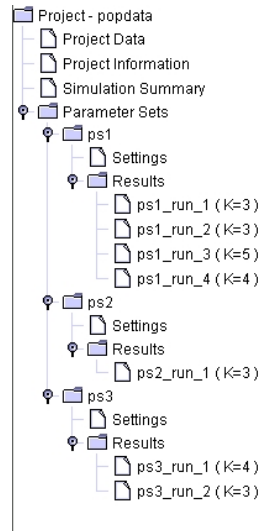 Project - popdata
Project Data
Project Information
Simulation Summary
Parameter Sets
ps1
Settings
Results
ps1_run_1 ( K=3 )
ps1_run_2 ( K=3 )
ps1_run_3 ( K=5 )
ps1_run_4 ( K=4 )
ps2
Settings
Results
ps2_run_1 ( K=3 )
ps3
Settings
Results
ps3_run_1 ( K=4 )
ps3_run_2 ( K=3 )